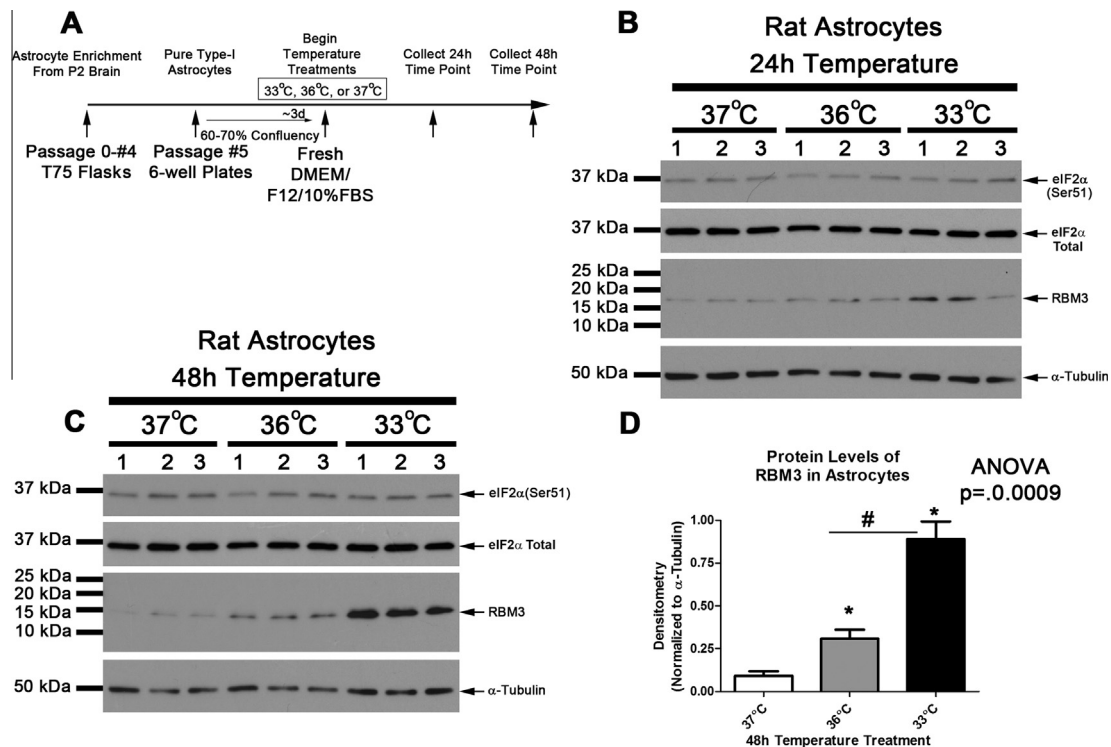 A
Astrocyte Enrichment
From P2 Brain
Pure Type-I
Astrocytes
Begin
Temperature
Treatments
33°C, 36°C, or 37°C
Collect 24h
Time Point
Collect 48h
Time Point
~3d
60-70% Confluency
Passage 0-#4
T75 Flasks
Passage #5
6-well Plates
Fresh
DMEM/
F12/10%FBS
B
Rat Astrocytes
24h Temperature
37°C 36°C 33°C
1 2 3 1 2 3 1 2 3
37 kDa
eIF2α
(Ser51)
37 kDa
eIF2α
Total
25 kDa
20 kDa
15 kDa
10 kDa
RBM3
50 kDa
α-Tubulin
Rat Astrocytes
48h Temperature
C
37°C 36°C 33°C
1 2 3 1 2 3 1 2 3
37 kDa
eIF2α(Ser51)
37 kDa
eIF2α Total
25 kDa
20 kDa
15 kDa
10 kDa
RBM3
50 kDa
α-Tubulin
D
Protein Levels of
RBM3 in Astrocytes
ANOVA
p=.0.0009
Densitometry
(Normalized to α-Tubulin)
1.00
0.75
0.50
0.25
0.00
*
#
*
37°C
36°C
33°C
48h Temperature Treatment